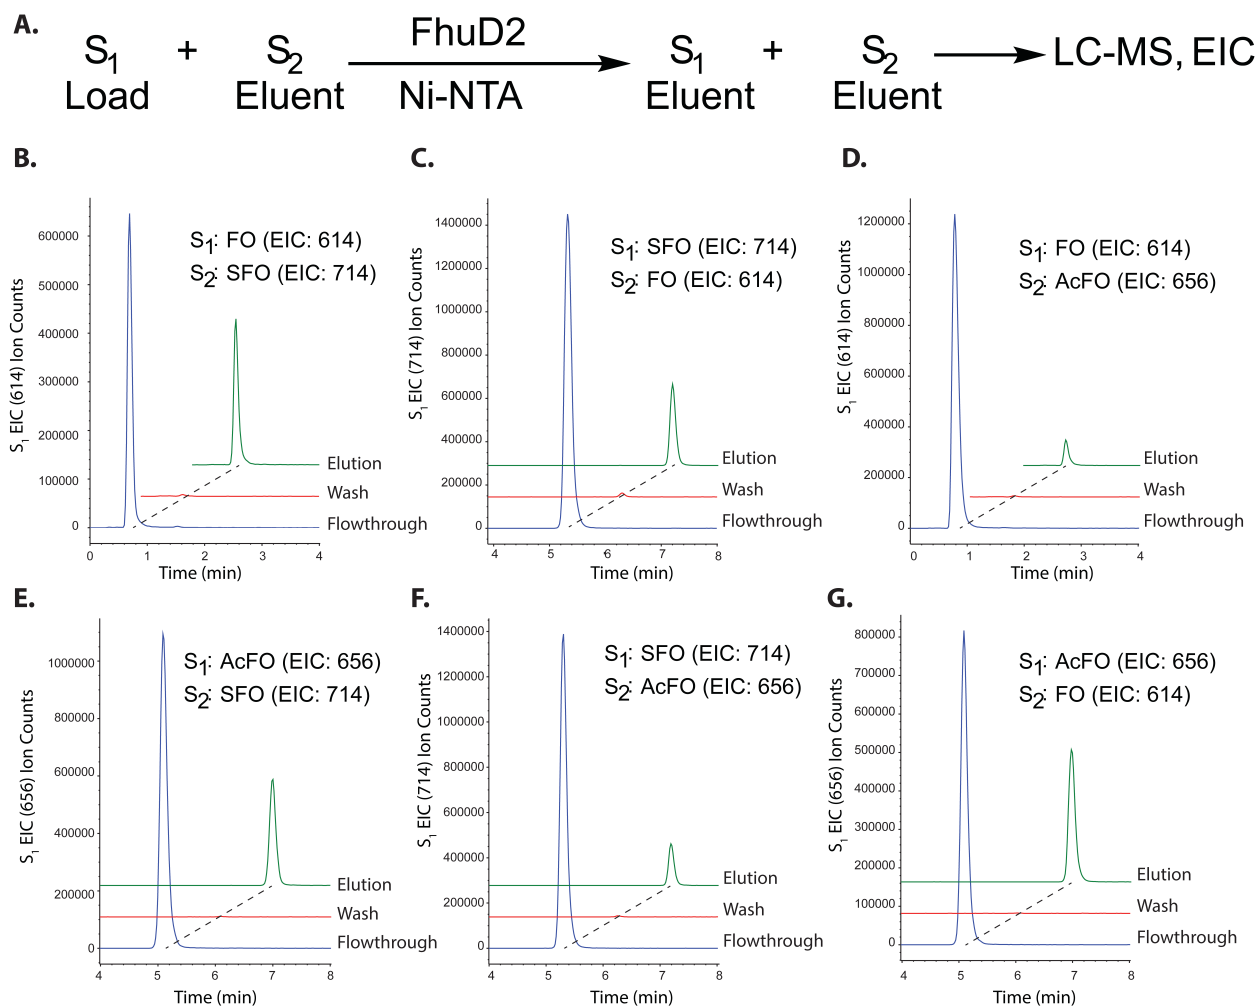 A.
S1 + S2 FhuD2 S1 + S2 LC-MS, EIC
Load Eluent Ni-NTA Eluent Eluent
B.
S1: FO (EIC: 614)
S2: SFO (EIC: 714)
S1 EIC (614) Ion Counts
600000
500000
400000
300000
200000
100000
0
Elution
Wash
Flowthrough
0 1 2 3 4
Time (min)
C.
S1: SFO (EIC: 714)
S2: FO (EIC: 614)
S1 EIC (714) Ion Counts
1400000
1200000
1000000
800000
600000
400000
200000
0
Elution
Wash
Flowthrough
4 5 6 7 8
Time (min)
D.
S1: FO (EIC: 614)
S2: AcFO (EIC: 656)
S1 EIC (614) Ion Counts
1200000
1000000
800000
600000
400000
200000
0
Elution
Wash
Flowthrough
0 1 2 3 4
Time (min)
E.
S1: AcFO (EIC: 656)
S2: SFO (EIC: 714)
S1 EIC (656) Ion Counts
1000000
800000
600000
400000
200000
0
Elution
Wash
Flowthrough
4 5 6 7 8
Time (min)
F.
S1: SFO (EIC: 714)
S2: AcFO (EIC: 656)
S1 EIC (714) Ion Counts
1400000
1200000
1000000
800000
600000
400000
200000
0
Elution
Wash
Flowthrough
4 5 6 7 8
Time (min)
G.
S1: AcFO (EIC: 656)
S2: FO (EIC: 614)
S1 EIC (656) Ion Counts
800000
700000
600000
500000
400000
300000
200000
100000
0
Elution
Wash
Flowthrough
4 5 6 7 8
Time (min)